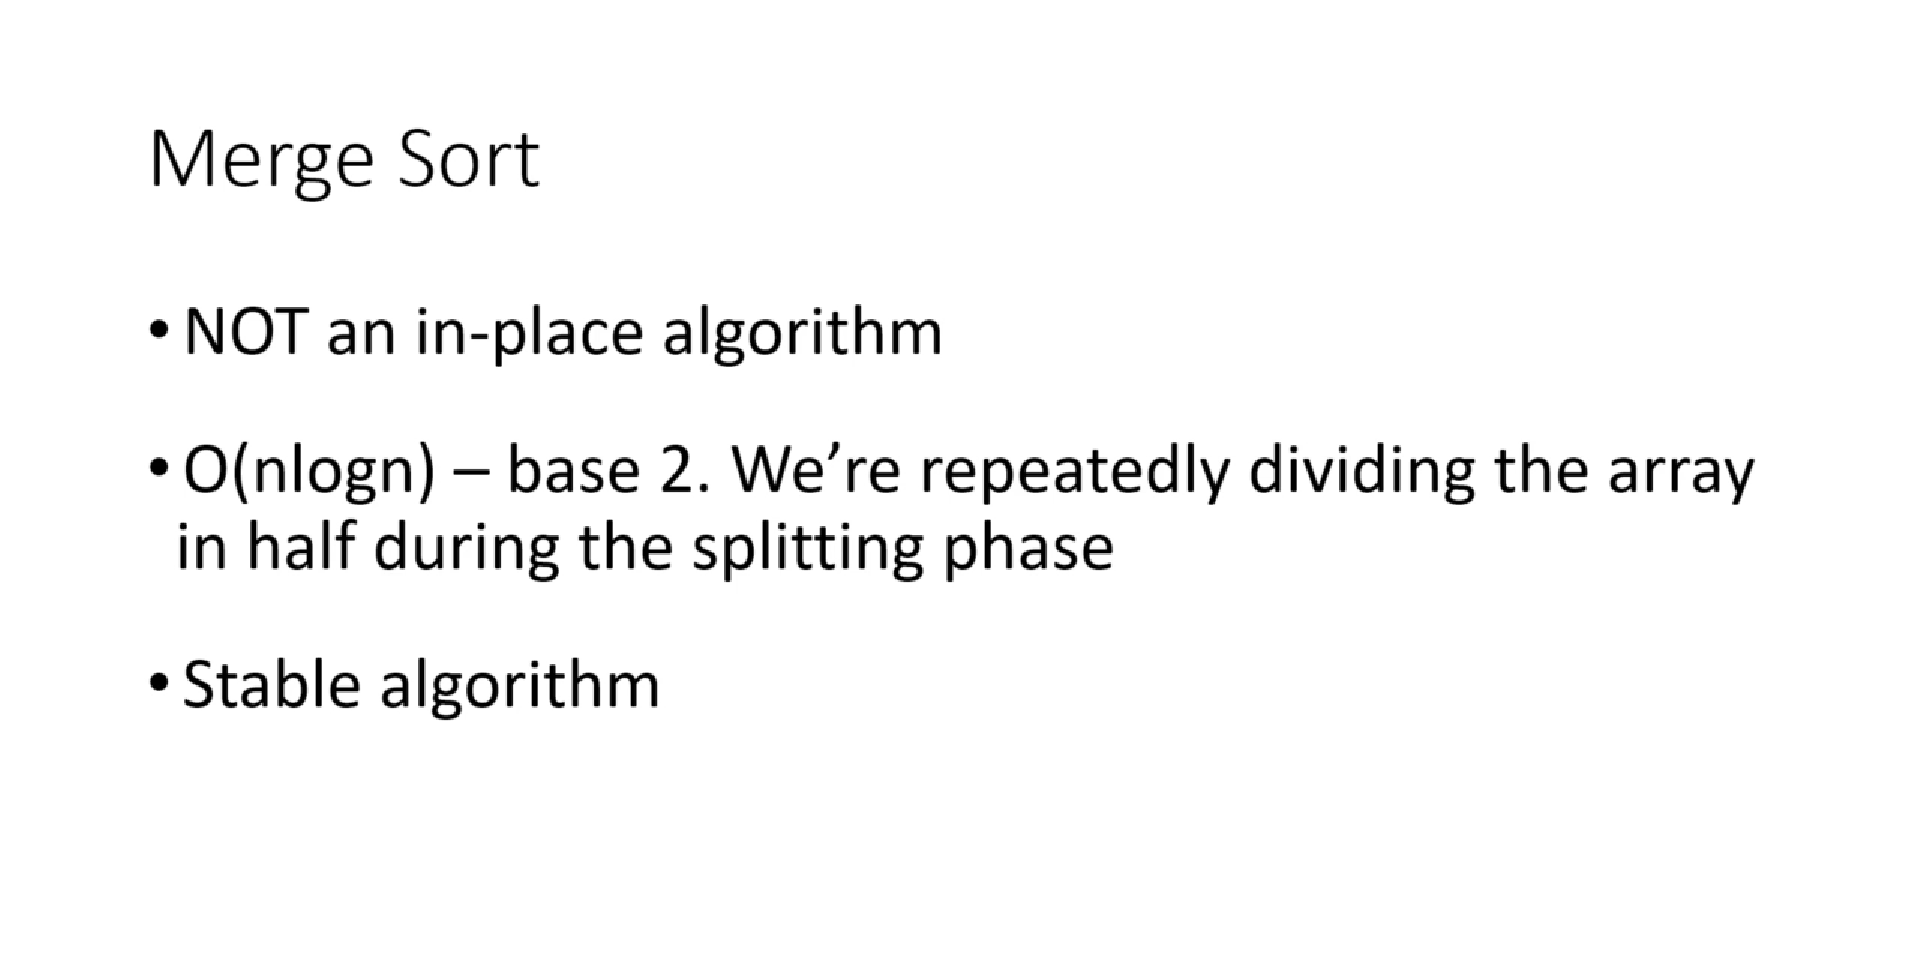 Merge Sort
• NOT an in-place algorithm
• O(nlogn) – base 2. We’re repeatedly dividing the array
in half during the splitting phase
• Stable algorithm